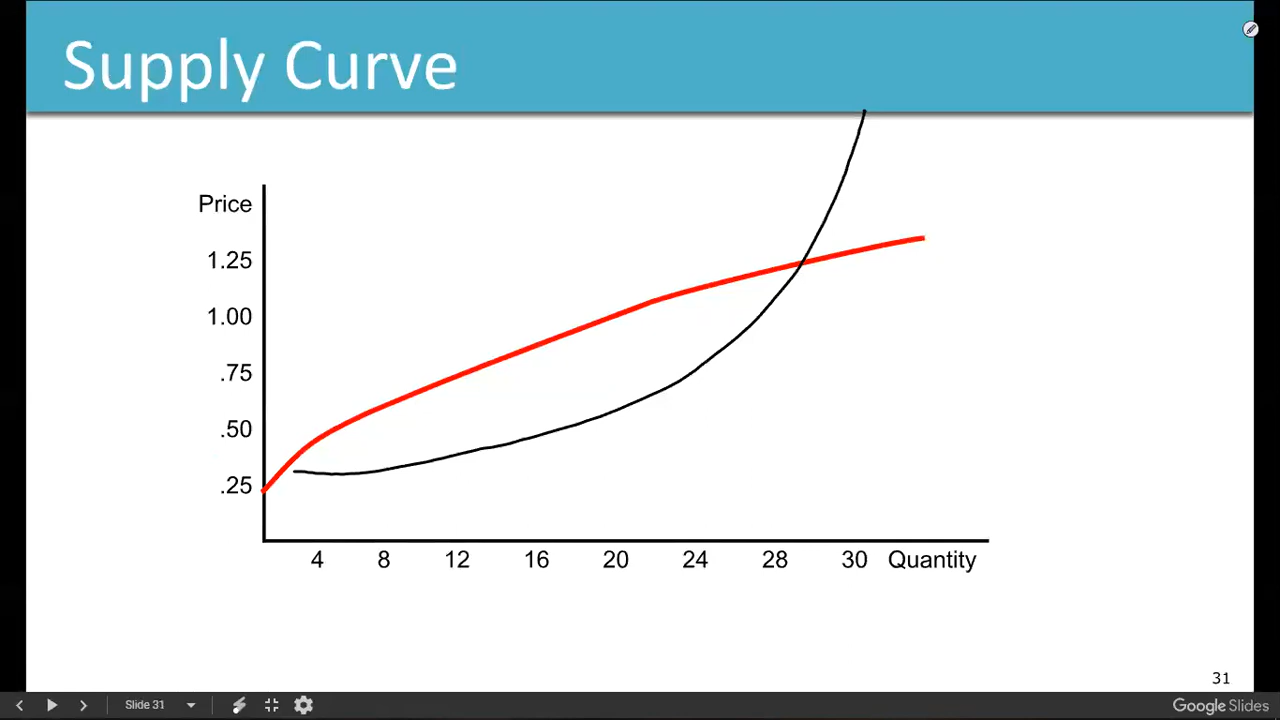 Supply Curve
Price
1.25
1.00
.75
.50
.25
4 8 12 16 20 24 28 30 Quantity
31
Slide 31
Google Slides